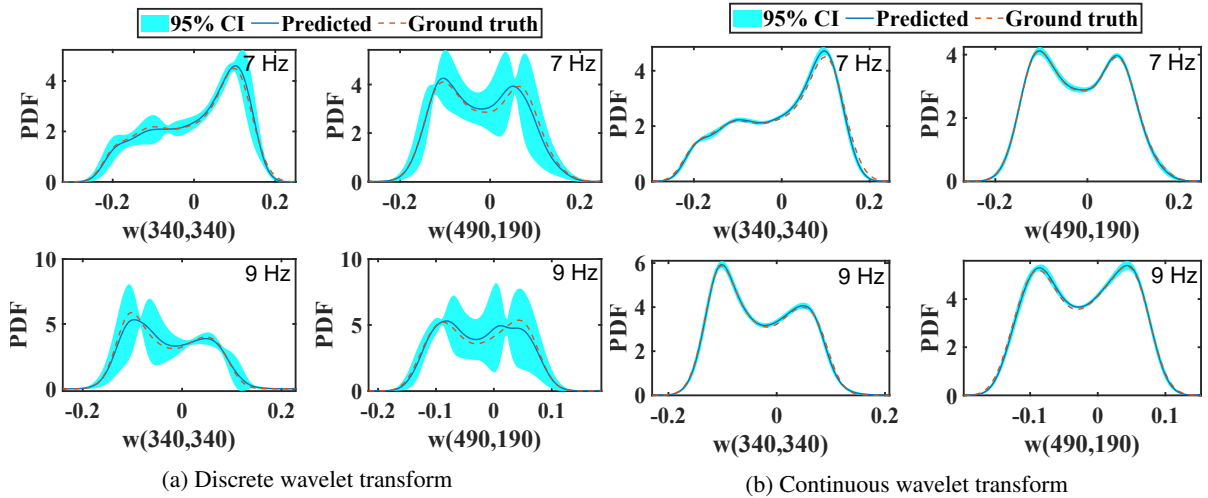 95% CI Predicted Ground truth
7 Hz
PDF
4
2
0
-0.2 0 0.2
w(340,340)
7 Hz
PDF
4
2
0
-0.2 0 0.2
w(490,190)
9 Hz
PDF
10
5
0
-0.2 0 0.2
w(340,340)
9 Hz
PDF
10
5
0
-0.2 -0.1 0 0.1
w(490,190)
(a) Discrete wavelet transform
95% CI Predicted Ground truth
7 Hz
PDF
4
2
0
-0.2 0 0.2
w(340,340)
7 Hz
PDF
4
2
0
-0.2 0 0.2
w(490,190)
9 Hz
PDF
6
4
2
0
-0.2 0 0.2
w(340,340)
9 Hz
PDF
4
2
0
-0.1 0 0.1
w(490,190)
(b) Continuous wavelet transform